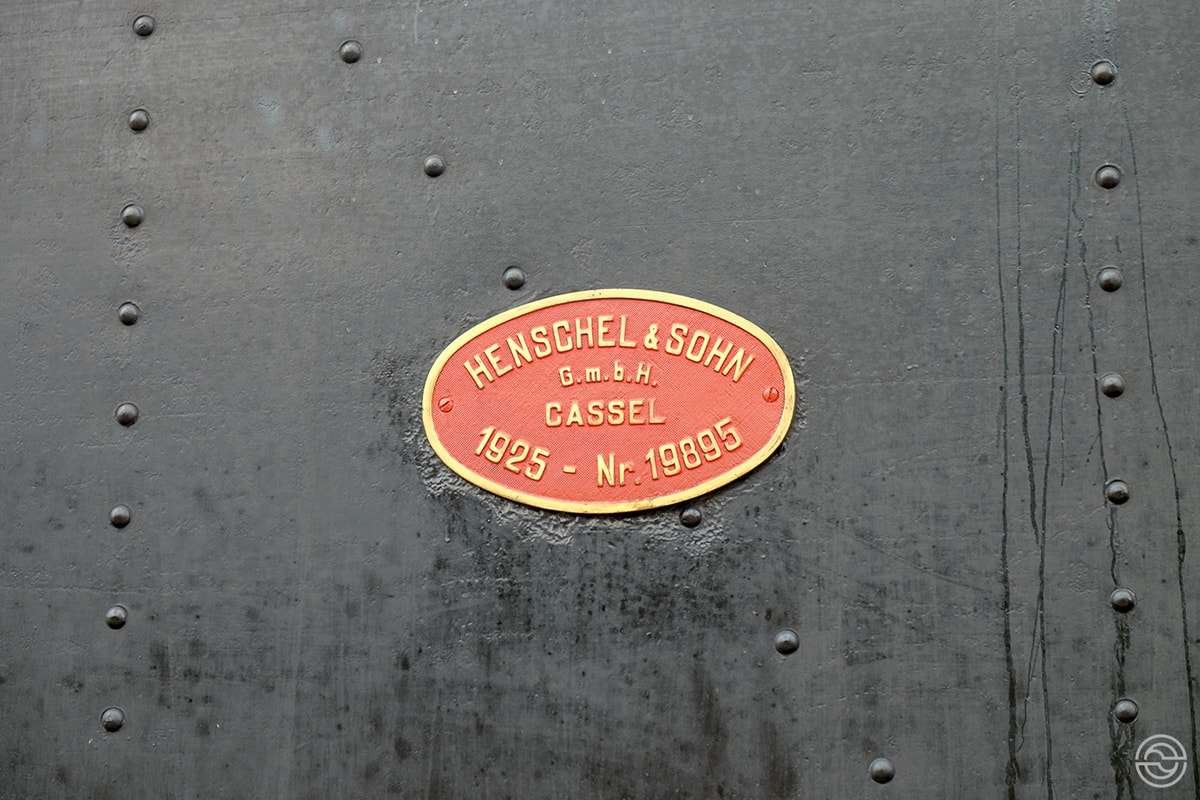 HENSCHEL & SOHN
G.m.b.H.
CASSEL
1925 - Nr. 19895